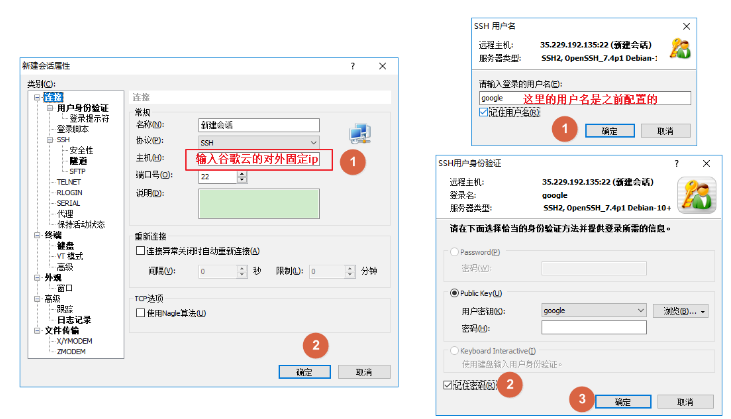 新建会话属性
?
×
类别(C):
连接
用户身份验证
登录提示符
登录脚本
SSH
安全性
隧道
SFTP
TELNET
RLOGIN
SERIAL
代理
保持活动状态
终端
键盘
VT 模式
高级
外观
窗口
高级
跟踪
日志记录
文件传输
X/YMODEM
ZMODEM
连接
常规
名称(N): 新建会话
协议(P): SSH
主机(H): 输入谷歌云的对外固定ip
1
端口号(O): 22
说明(D):
重新连接
连接异常关闭时自动重新连接(A)
间隔(V): 0 秒 限制(L): 0 分钟
TCP选项
使用Nagle算法(U)
2
确定 取消
SSH 用户名
×
远程主机: 35.229.192.135:22 (新建会话)
服务器类型: SSH2, OpenSSH_7.4p1 Debian-1
请输入登录的用户名(E):
google 这里的用户名是之前配置的
记住用户名(R)
1
确定 取消
SSH用户身份验证
?
×
远程主机: 35.229.192.135:22 (新建会话)
登录名: google
服务器类型: SSH2, OpenSSH_7.4p1 Debian-10+
请在下面选择恰当的身份验证方法并提供登录所需的信息。
Password(P)
密码(W):
Public Key(U)
用户密钥(K): google 浏览(B)...
密码(H):
Keyboard Interactive(I)
使用键盘输入用户身份验证。
记住密码(R)
2
3
确定 取消